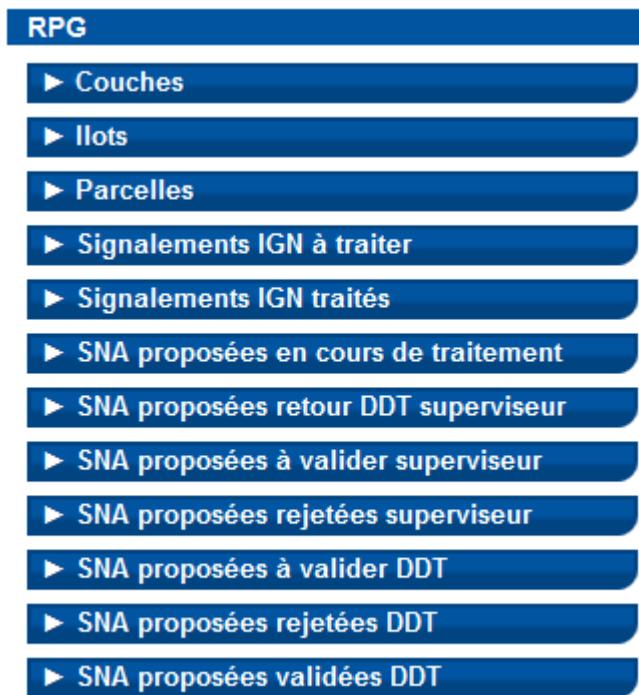 RPG
Couches
Ilots
Parcelles
Signalements IGN à traiter
Signalements IGN traités
SNA proposées en cours de traitement
SNA proposées retour DDT superviseur
SNA proposées à valider superviseur
SNA proposées rejetées superviseur
SNA proposées à valider DDT
SNA proposées rejetées DDT
SNA proposées validées DDT